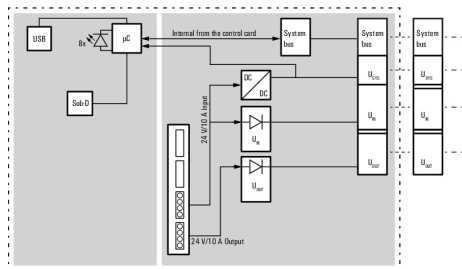 USB
8x
µC
Internal from the control card
System
bus
System
bus
System
bus
Sub-D
DC
DC
U SYS
U SYS
24 V/10 A Input
U IN
U IN
U IN
U OUT
U OUT
U OUT
24 V/10 A Output